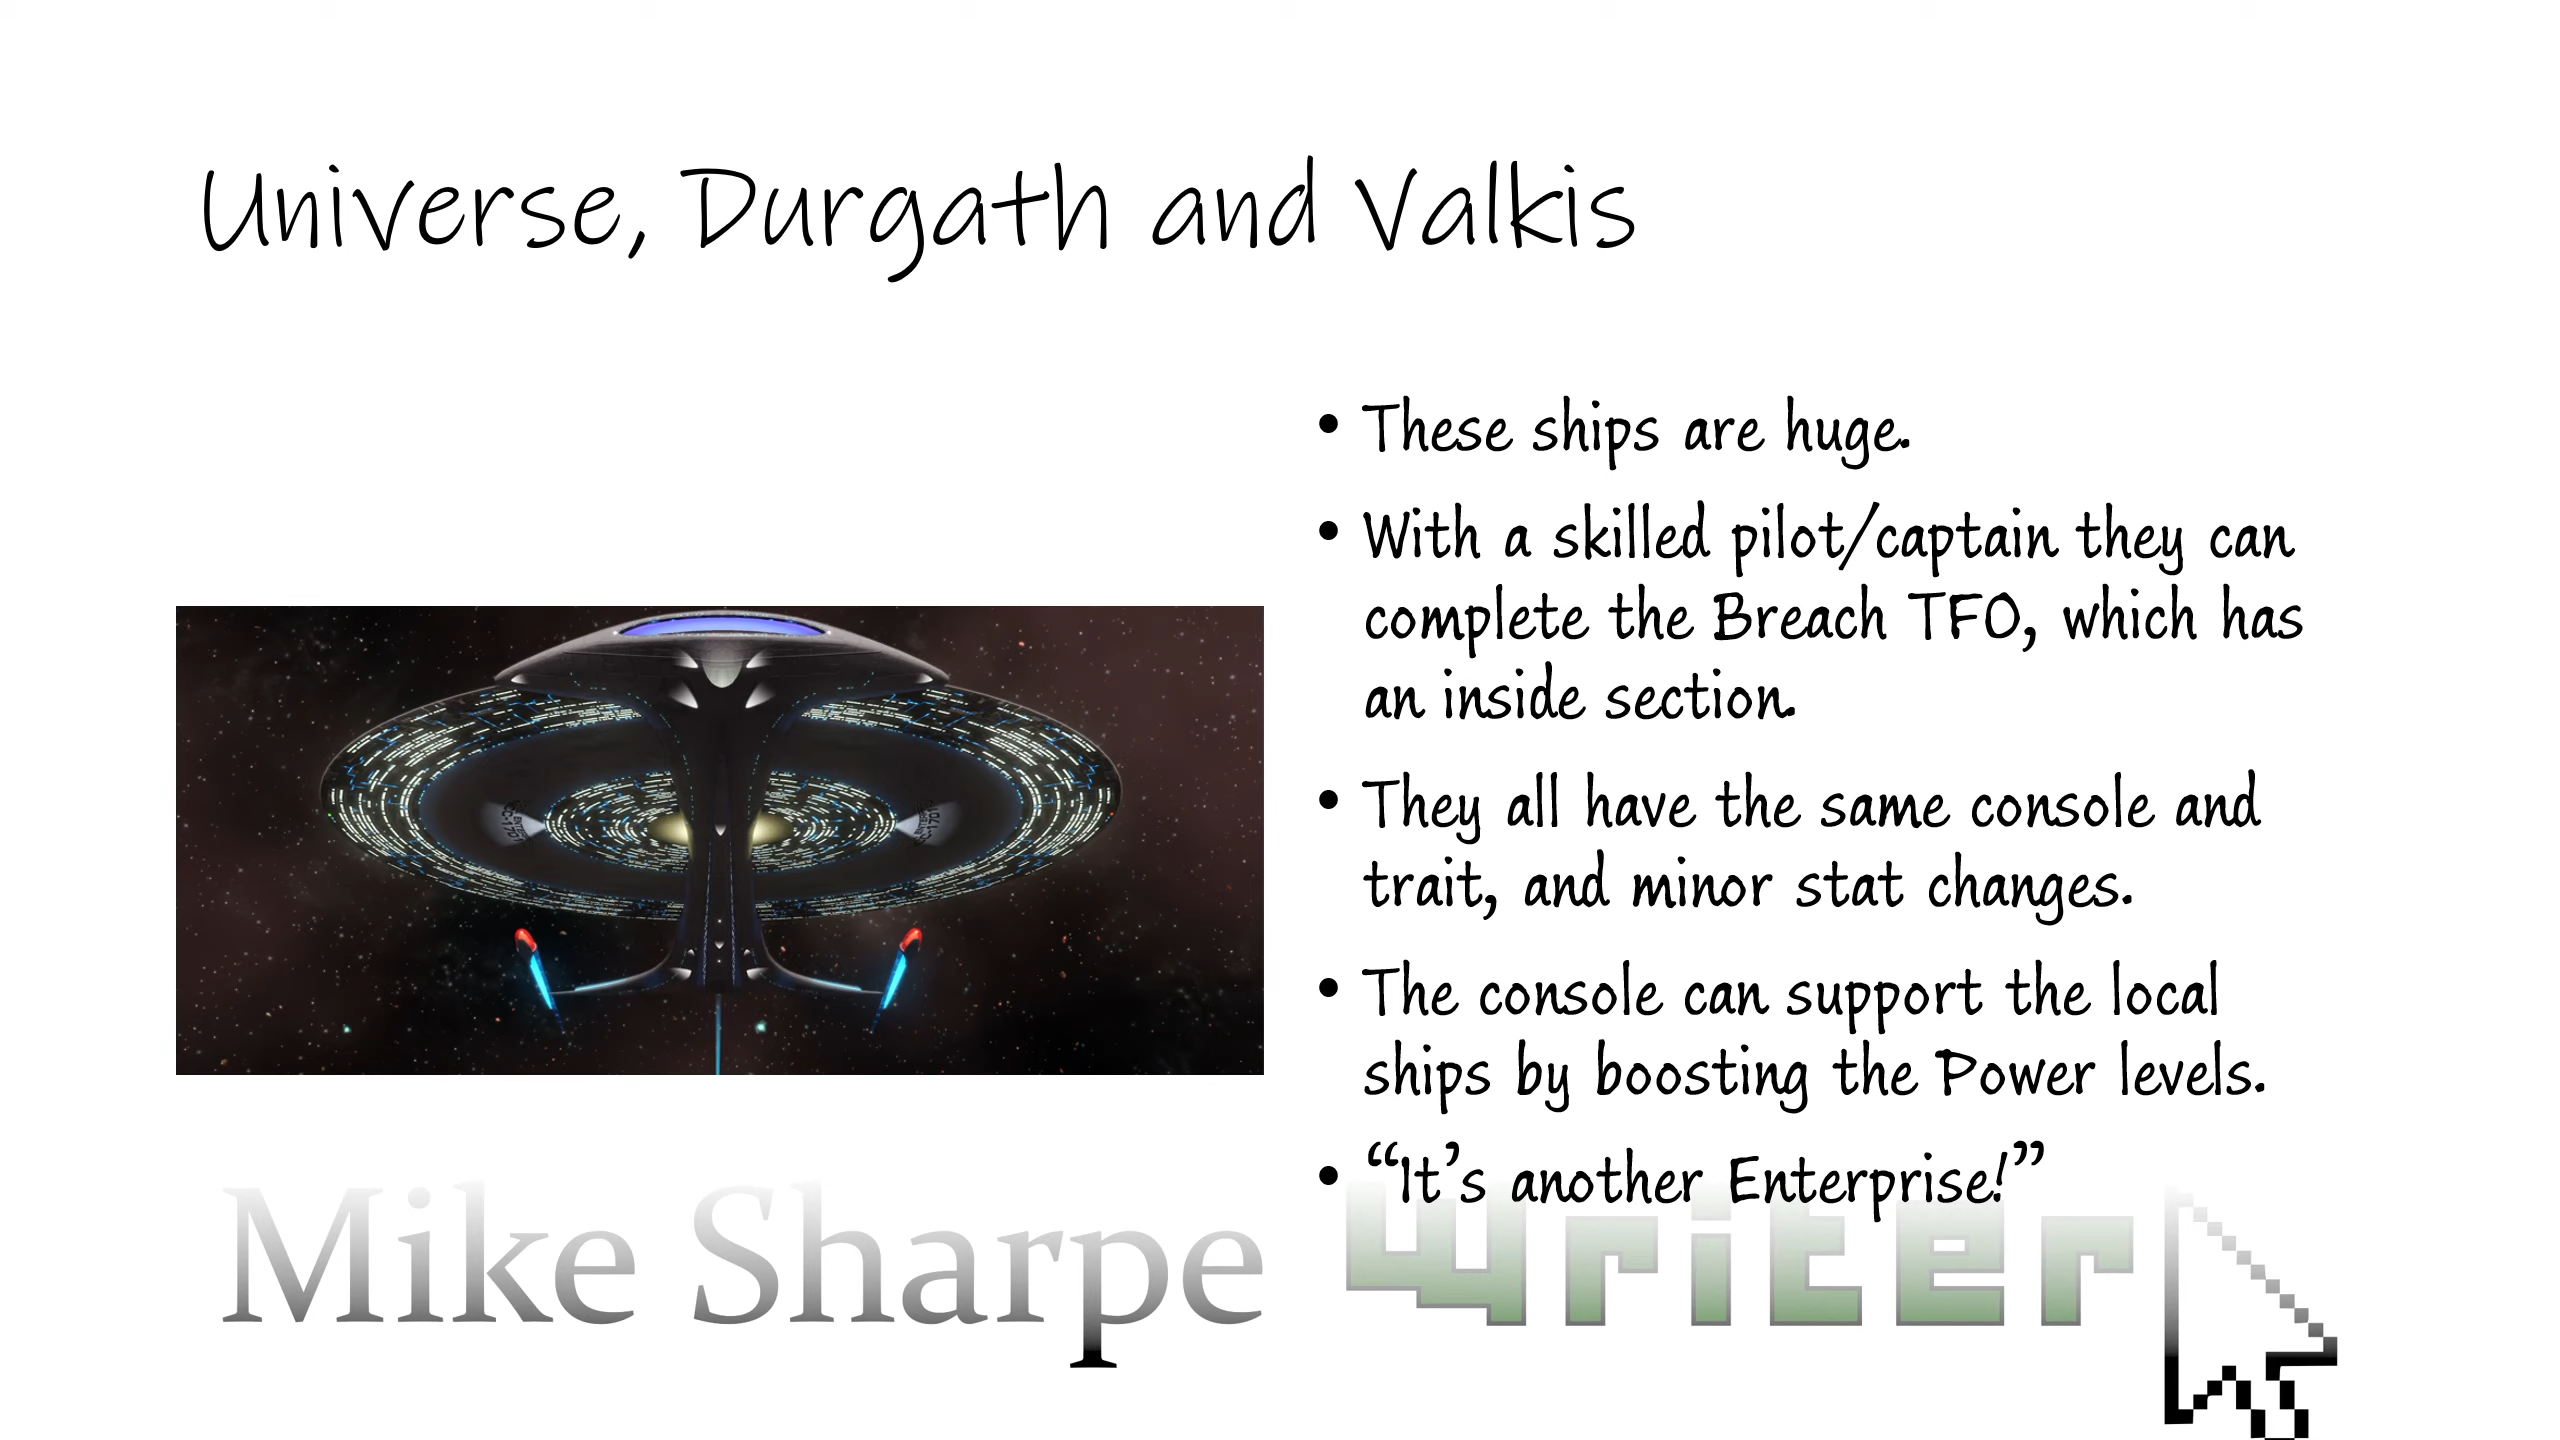 Universe, Durgath and Valkis
• These ships are huge.
• With a skilled pilot/captain they can
complete the Breach TFO, which has
an inside section.
• They all have the same console and
trait, and minor stat changes.
• The console can support the local
ships by boosting the Power levels.
• “It’s another Enterprise!”
Mike Sharpe Writer